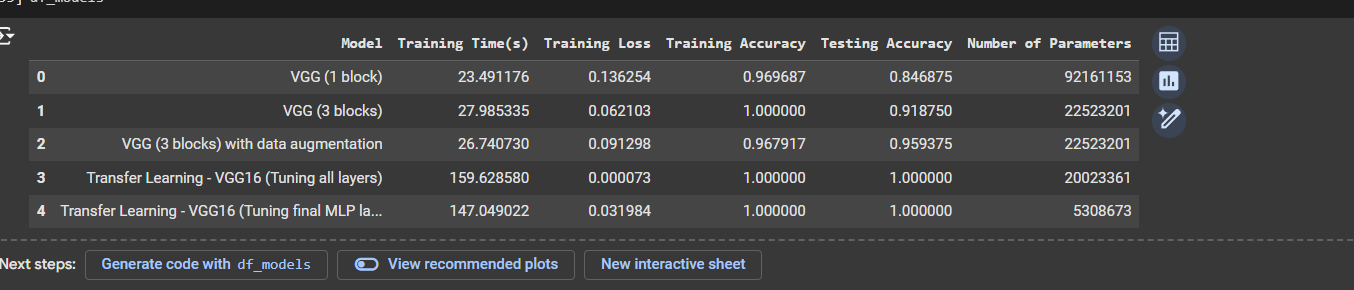 df_models
Model Training Time(s) Training Loss Training Accuracy Testing Accuracy Number of Parameters
0 VGG (1 block) 23.491176 0.136254 0.969687 0.846875 92161153
1 VGG (3 blocks) 27.985335 0.062103 1.000000 0.918750 22523201
2 VGG (3 blocks) with data augmentation 26.740730 0.091298 0.967917 0.959375 22523201
3 Transfer Learning - VGG16 (Tuning all layers) 159.628580 0.000073 1.000000 1.000000 20023361
4 Transfer Learning - VGG16 (Tuning final MLP la... 147.049022 0.031984 1.000000 1.000000 5308673
Next steps: Generate code with df_models View recommended plots New interactive sheet